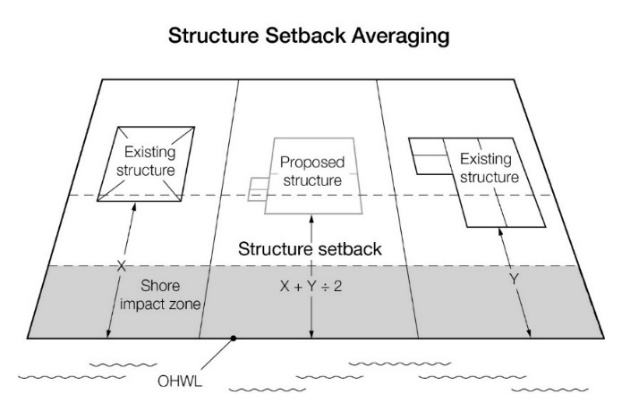 Structure Setback Averaging
Existing
structure
Proposed
structure
Existing
structure
Structure setback
X
Shore
impact zone
X + Y ÷ 2
Y
OHWL